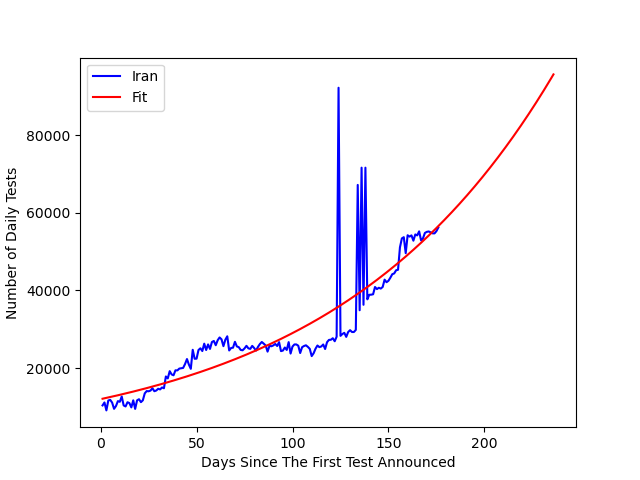 Iran
Fit
80000
60000
40000
20000
Number of Daily Tests
0 50 100 150 200
Days Since The First Test Announced